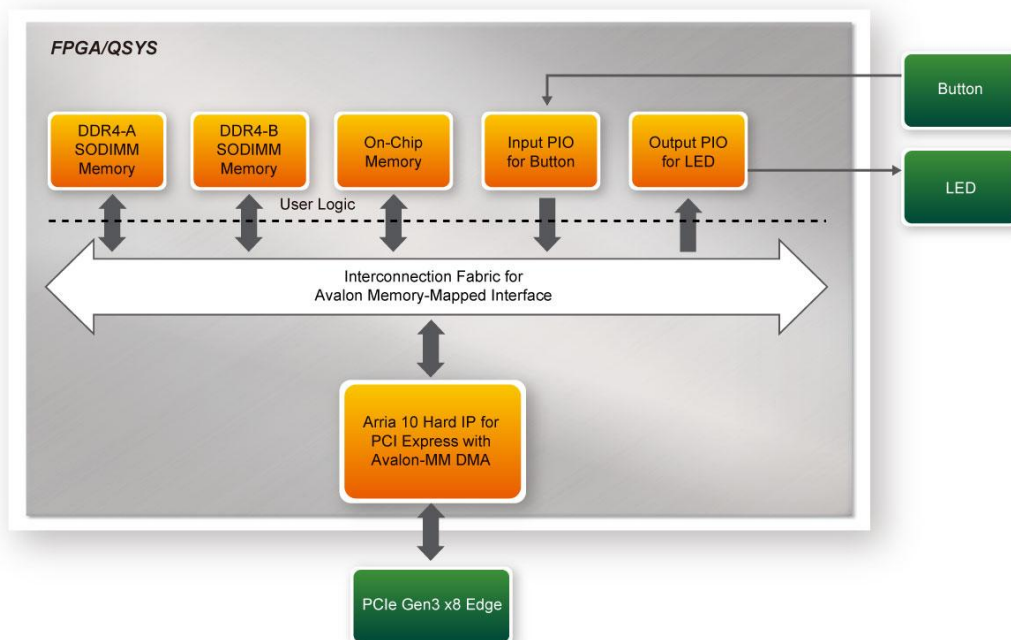 FPGA/QSYS
Button
DDR4-A
SODIMM
Memory
DDR4-B
SODIMM
Memory
On-Chip
Memory
Input PIO
for Button
Output PIO
for LED
LED
User Logic
Interconnection Fabric for
Avalon Memory-Mapped Interface
Arria 10 Hard IP for
PCI Express with
Avalon-MM DMA
PCIe Gen3 x8 Edge